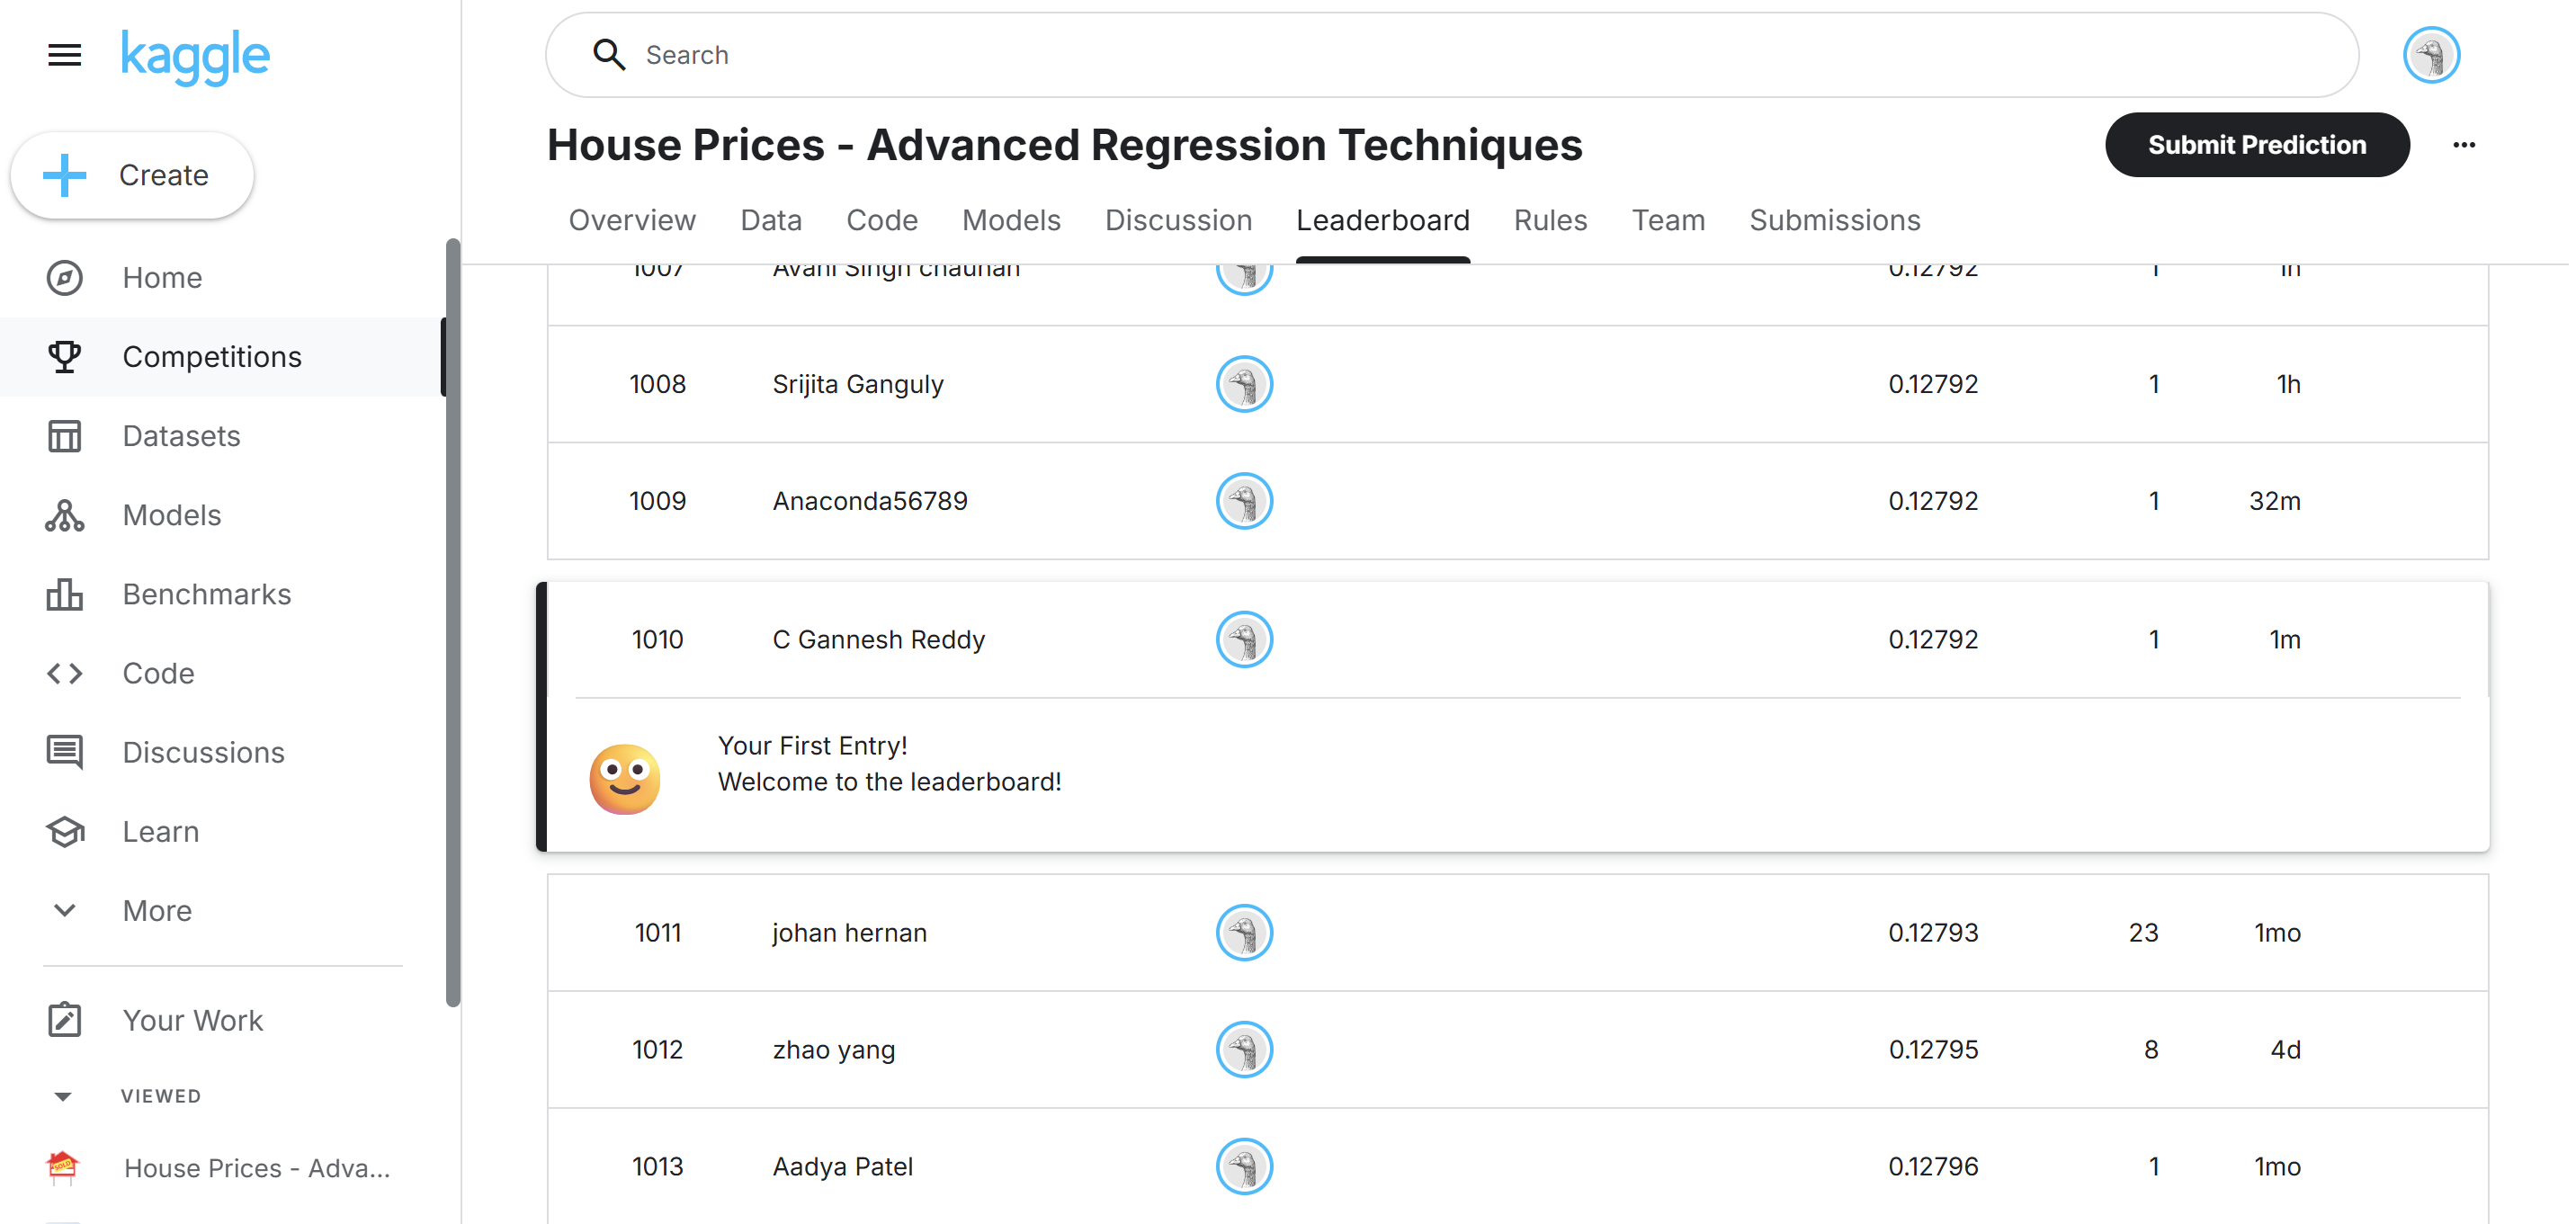 kaggle
Search
Create
House Prices - Advanced Regression Techniques
Submit Prediction
Overview Data Code Models Discussion Leaderboard Rules Team Submissions
Home
Competitions
Datasets
Models
Benchmarks
Code
Discussions
Learn
More
Your Work
VIEWED
House Prices - Adva...
1007 Avani Singh chauhan 0.12792 1 1h
1008 Srijita Ganguly 0.12792 1 1h
1009 Anaconda56789 0.12792 1 32m
1010 C Gannesh Reddy 0.12792 1 1m
Your First Entry!
Welcome to the leaderboard!
1011 johan hernan 0.12793 23 1mo
1012 zhao yang 0.12795 8 4d
1013 Aadya Patel 0.12796 1 1mo